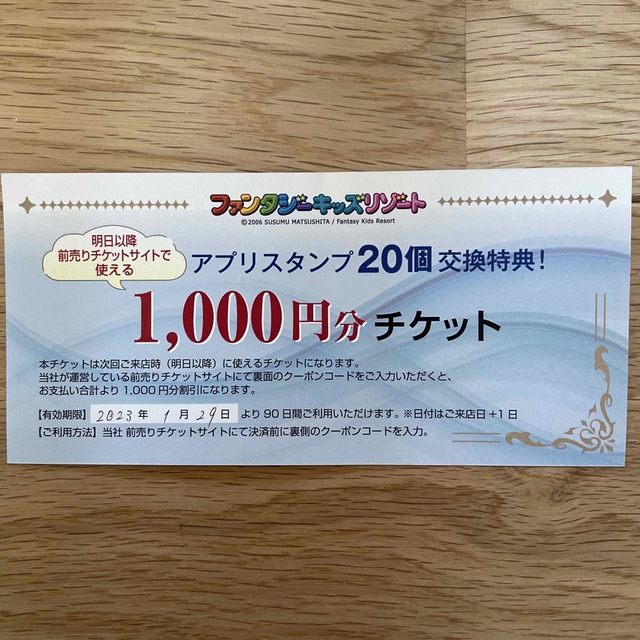 ファンタジーキッズリゾート
©2006 SUSUMU MATSUSHITA / Fantasy Kids Resort
明日以降
前売りチケットサイトで
使える
アプリスタンプ20個交換特典!
1,000円分チケット
本チケットは次回ご来店時（明日以降）に使えるチケットになります。
当社が運営している前売りチケットサイトにて裏面のクーポンコードをご入力いただくと、
お支払い合計より1,000円分割引になります。
【有効期限】2023年1月29日より90日間ご利用いただけます。※日付はご来店日+1日
【ご利用方法】当社 前売りチケットサイトにて決済前に裏側のクーポンコードを入力。